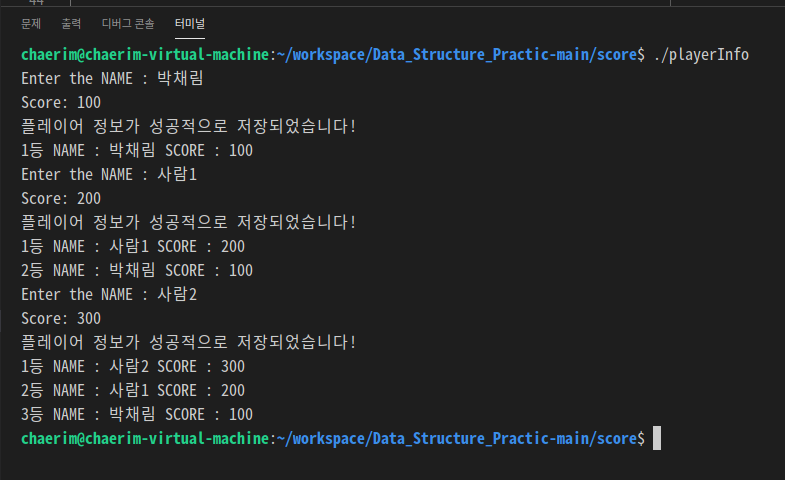 문제 출력 디버그 콘솔 터미널
chaerim@chaerim-virtual-machine:~/workspace/Data_Structure_Practic-main/score$ ./playerInfo
Enter the NAME : 박채림
Score: 100
플레이어 정보가 성공적으로 저장되었습니다!
1등 NAME : 박채림 SCORE : 100
Enter the NAME : 사람1
Score: 200
플레이어 정보가 성공적으로 저장되었습니다!
1등 NAME : 사람1 SCORE : 200
2등 NAME : 박채림 SCORE : 100
Enter the NAME : 사람2
Score: 300
플레이어 정보가 성공적으로 저장되었습니다!
1등 NAME : 사람2 SCORE : 300
2등 NAME : 사람1 SCORE : 200
3등 NAME : 박채림 SCORE : 100
chaerim@chaerim-virtual-machine:~/workspace/Data_Structure_Practic-main/score$